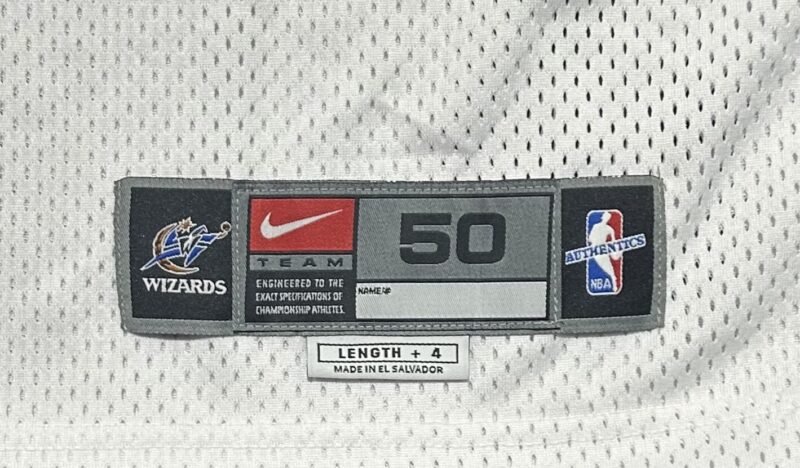 WIZARDS
TEAM
ENGINEERED TO THE
EXACT SPECIFICATIONS OF
CHAMPIONSHIP ATHLETES.
50
NAME/#
AUTHENTICS
NBA
LENGTH + 4
MADE IN EL SALVADOR